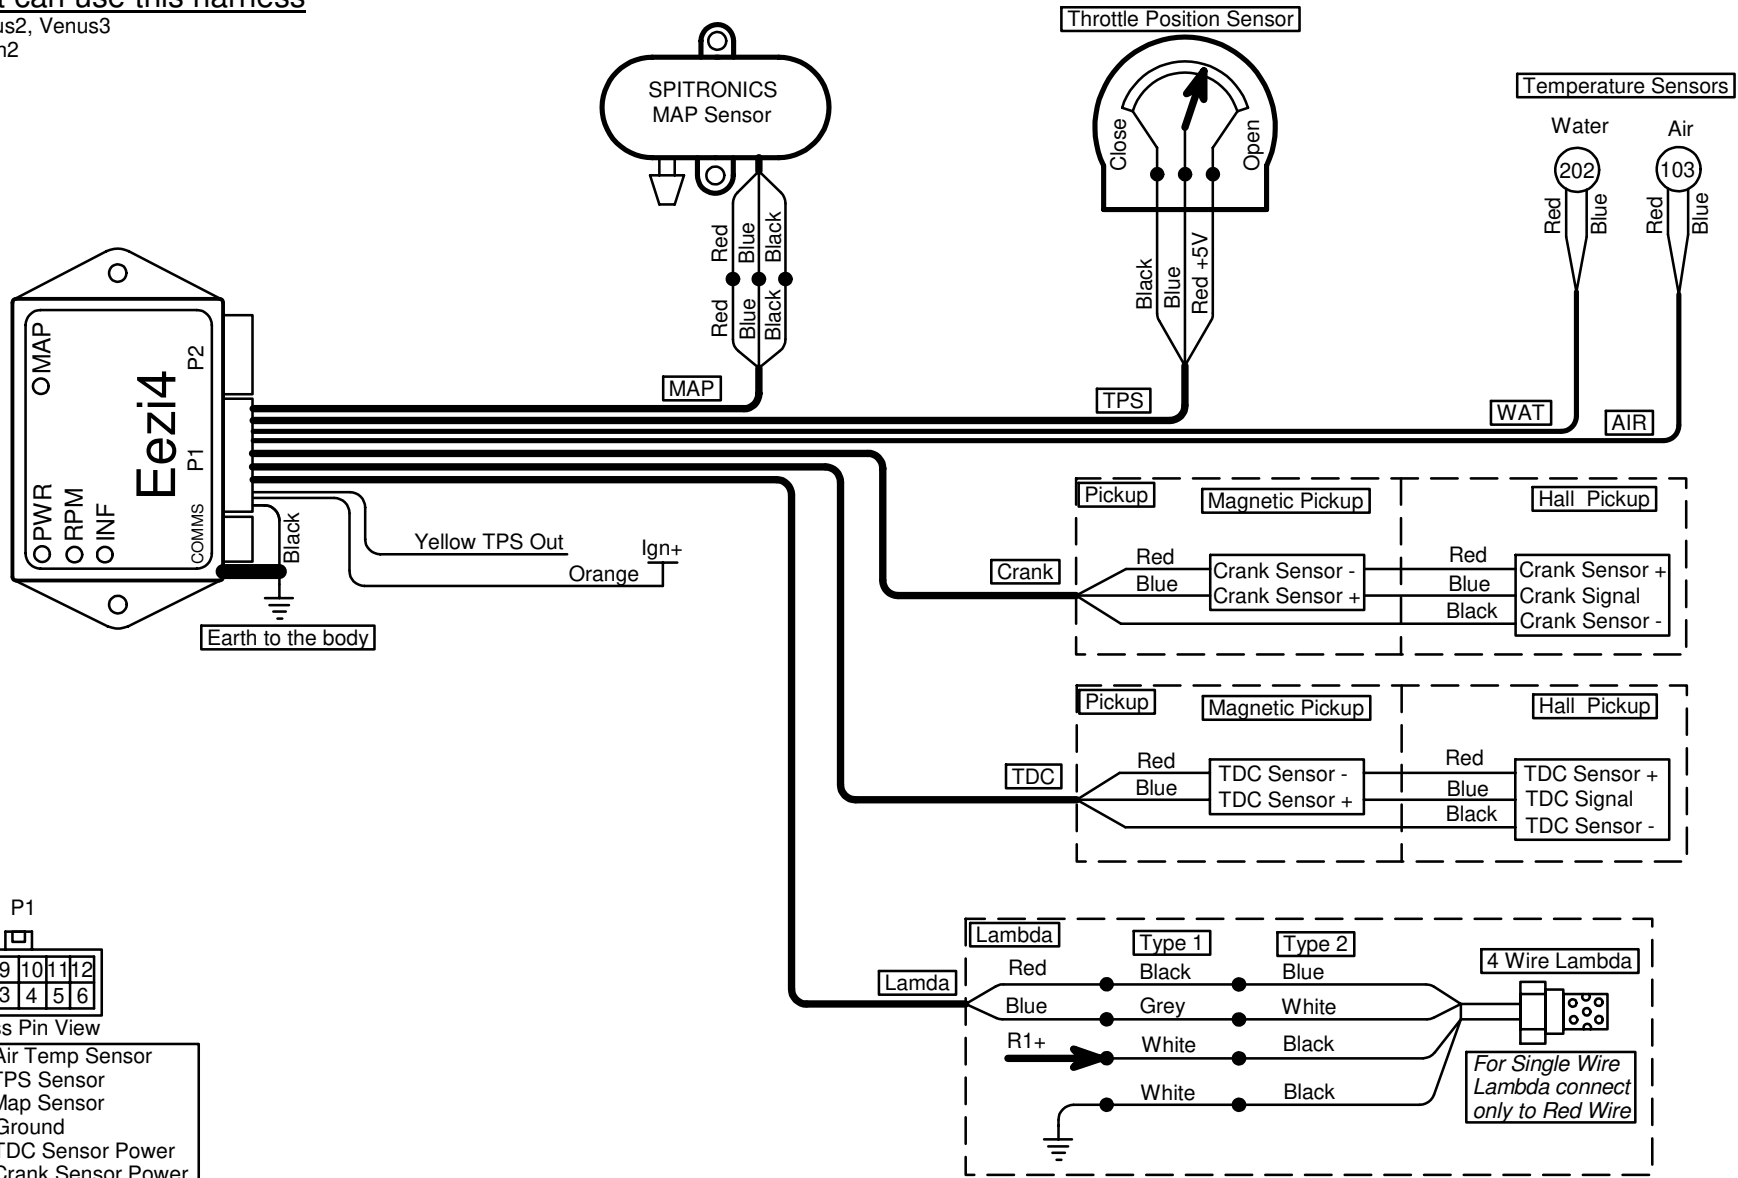 can use this harness
Venus3
SPITRONICS
MAP Sensor
Red
Blue
Black
Red
Blue
Black
MAP
Throttle Position Sensor
Close
Open
Black
Blue
Red +5V
TPS
Temperature Sensors
Water
Air
202
103
Red
Blue
Red
Blue
WAT
AIR
MAP
P2
Eezi4
P1
PWR
RPM
INF
COMMS
Black
Yellow TPS Out
Ign+
Orange
Earth to the body
Crank
Pickup
Magnetic Pickup
Hall Pickup
Red
Blue
Crank Sensor -
Crank Sensor +
Red
Blue
Black
Crank Sensor +
Crank Signal
Crank Sensor -
TDC
Pickup
Magnetic Pickup
Hall Pickup
Red
Blue
TDC Sensor -
TDC Sensor +
Red
Blue
Black
TDC Sensor +
TDC Signal
TDC Sensor -
Lamda
Lambda
Type 1
Type 2
4 Wire Lambda
Red
Black
Blue
Blue
Grey
White
R1+
White
Black
White
Black
For Single Wire
Lambda connect
only to Red Wire
P1
9 10 11 12
3 4 5 6
Pin View
Air Temp Sensor
TPS Sensor
Map Sensor
Ground
TDC Sensor Power
Crank Sensor Power